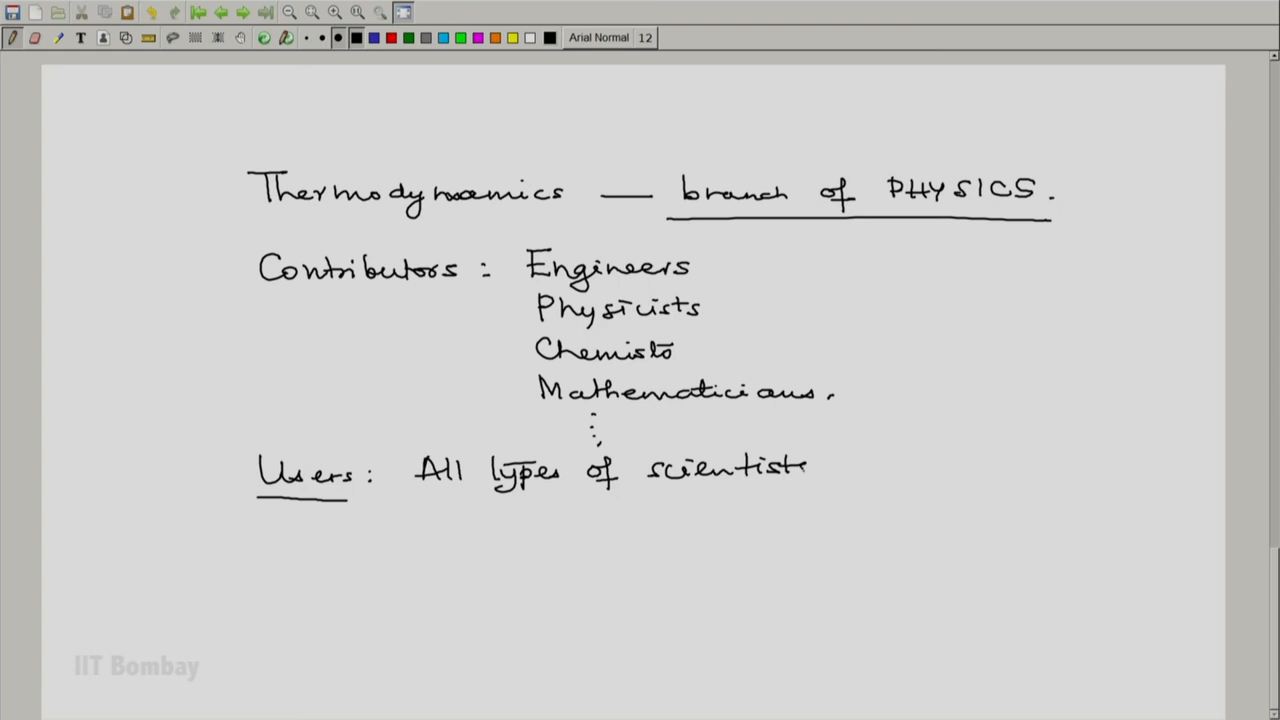 Arial Normal 12
Thermodynamics — branch of PHYSICS.
Contributors : Engineers
Physicists
Chemists
Mathematicians.
Users : All types of scientists
IIT Bombay